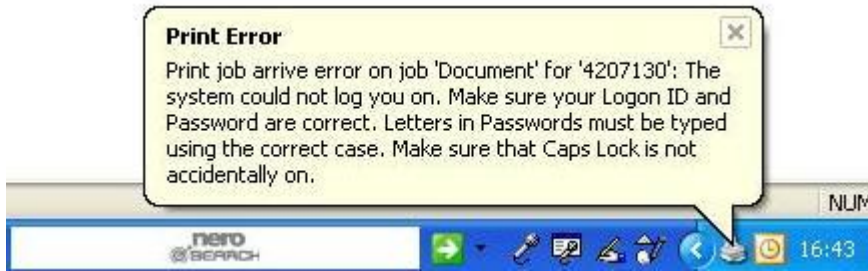 Print Error
Print job arrive error on job 'Document' for '4207130': The
system could not log you on. Make sure your Logon ID and
Password are correct. Letters in Passwords must be typed
using the correct case. Make sure that Caps Lock is not
accidentally on.
NUM
nero
SEARCH
16:43